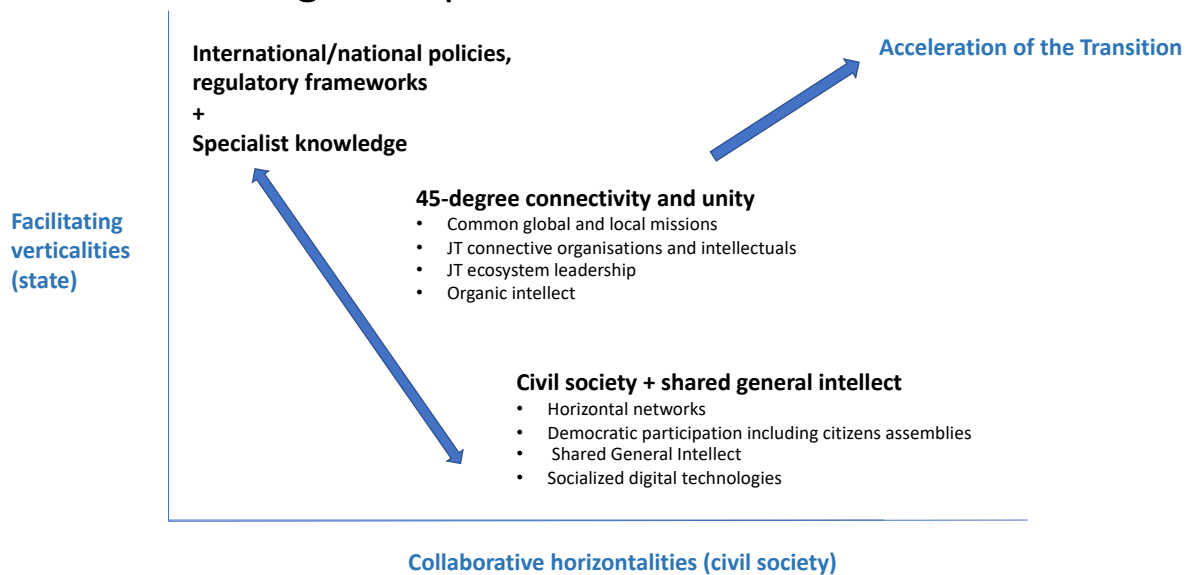 International/national policies,
regulatory frameworks
+
Specialist knowledge
Acceleration of the Transition
45-degree connectivity and unity
• Common global and local missions
• JT connective organisations and intellectuals
• JT ecosystem leadership
• Organic intellect
Facilitating
verticalities
(state)
Civil society + shared general intellect
• Horizontal networks
• Democratic participation including citizens assemblies
• Shared General Intellect
• Socialized digital technologies
Collaborative horizontalities (civil society)